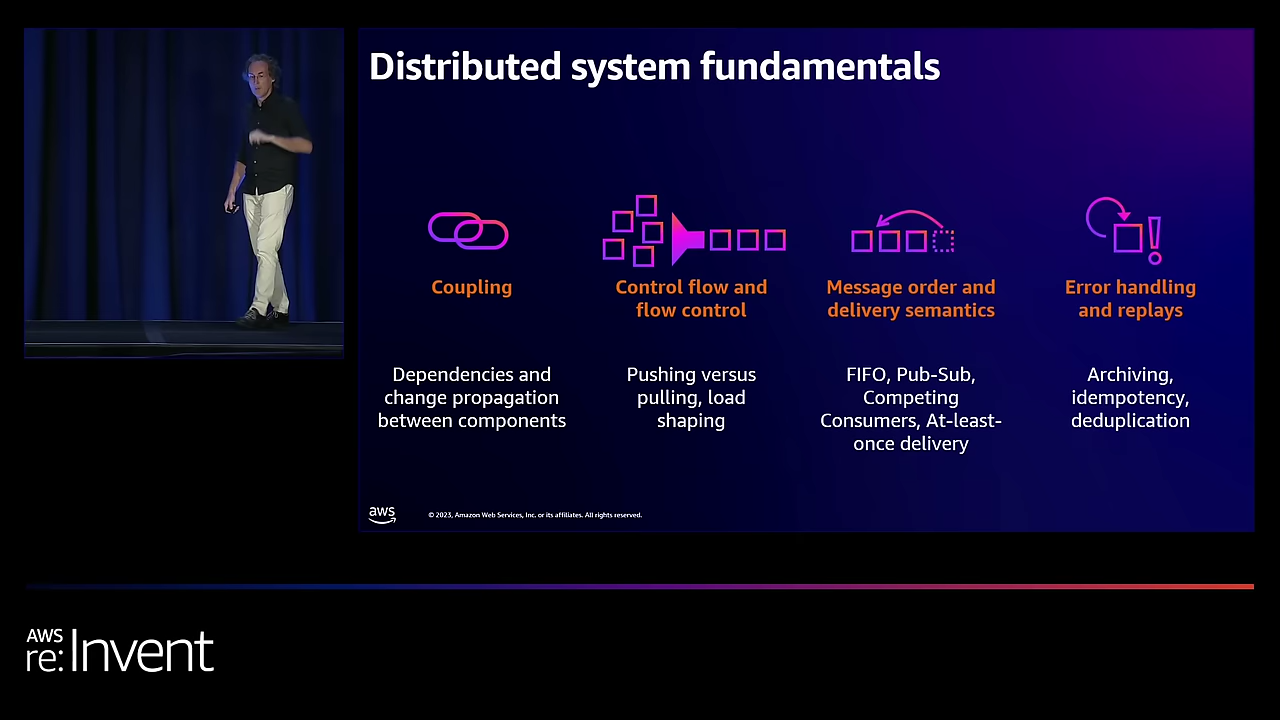 Distributed system fundamentals
Coupling
Dependencies and
change propagation
between components
Control flow and
flow control
Pushing versus
pulling, load
shaping
Message order and
delivery semantics
FIFO, Pub-Sub,
Competing
Consumers, At-least-
once delivery
Error handling
and replays
Archiving,
idempotency,
deduplication
aws
© 2023, Amazon Web Services, Inc. or its affiliates. All rights reserved.
AWS
re:Invent